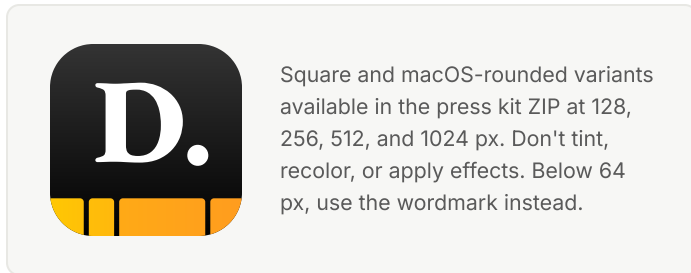 D.
Square and macOS-rounded variants
available in the press kit ZIP at 128,
256, 512, and 1024 px. Don't tint,
recolor, or apply effects. Below 64
px, use the wordmark instead.